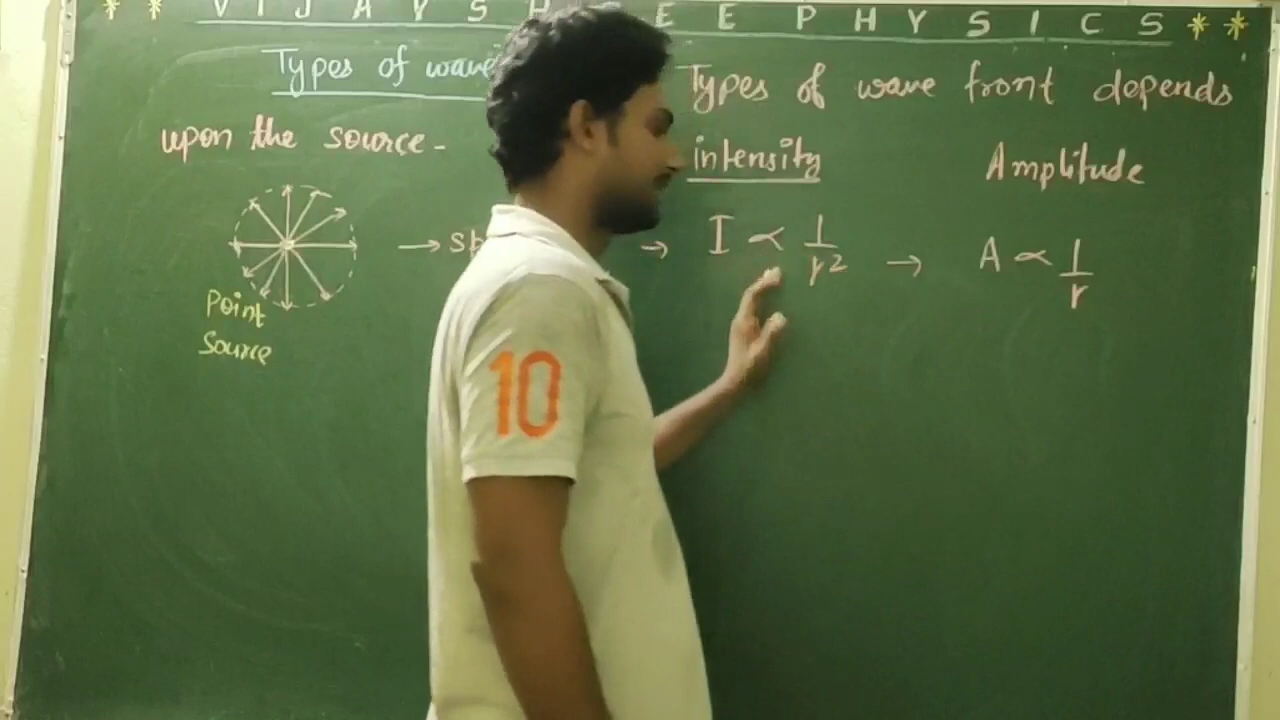 * * V I J A Y S H E E P H Y S I C S * *
Types of wave Types of wave front depends
upon the source- intensity Amplitude
→ sp → I ∝ 1/r² → A ∝ 1/r
Point
Source
10